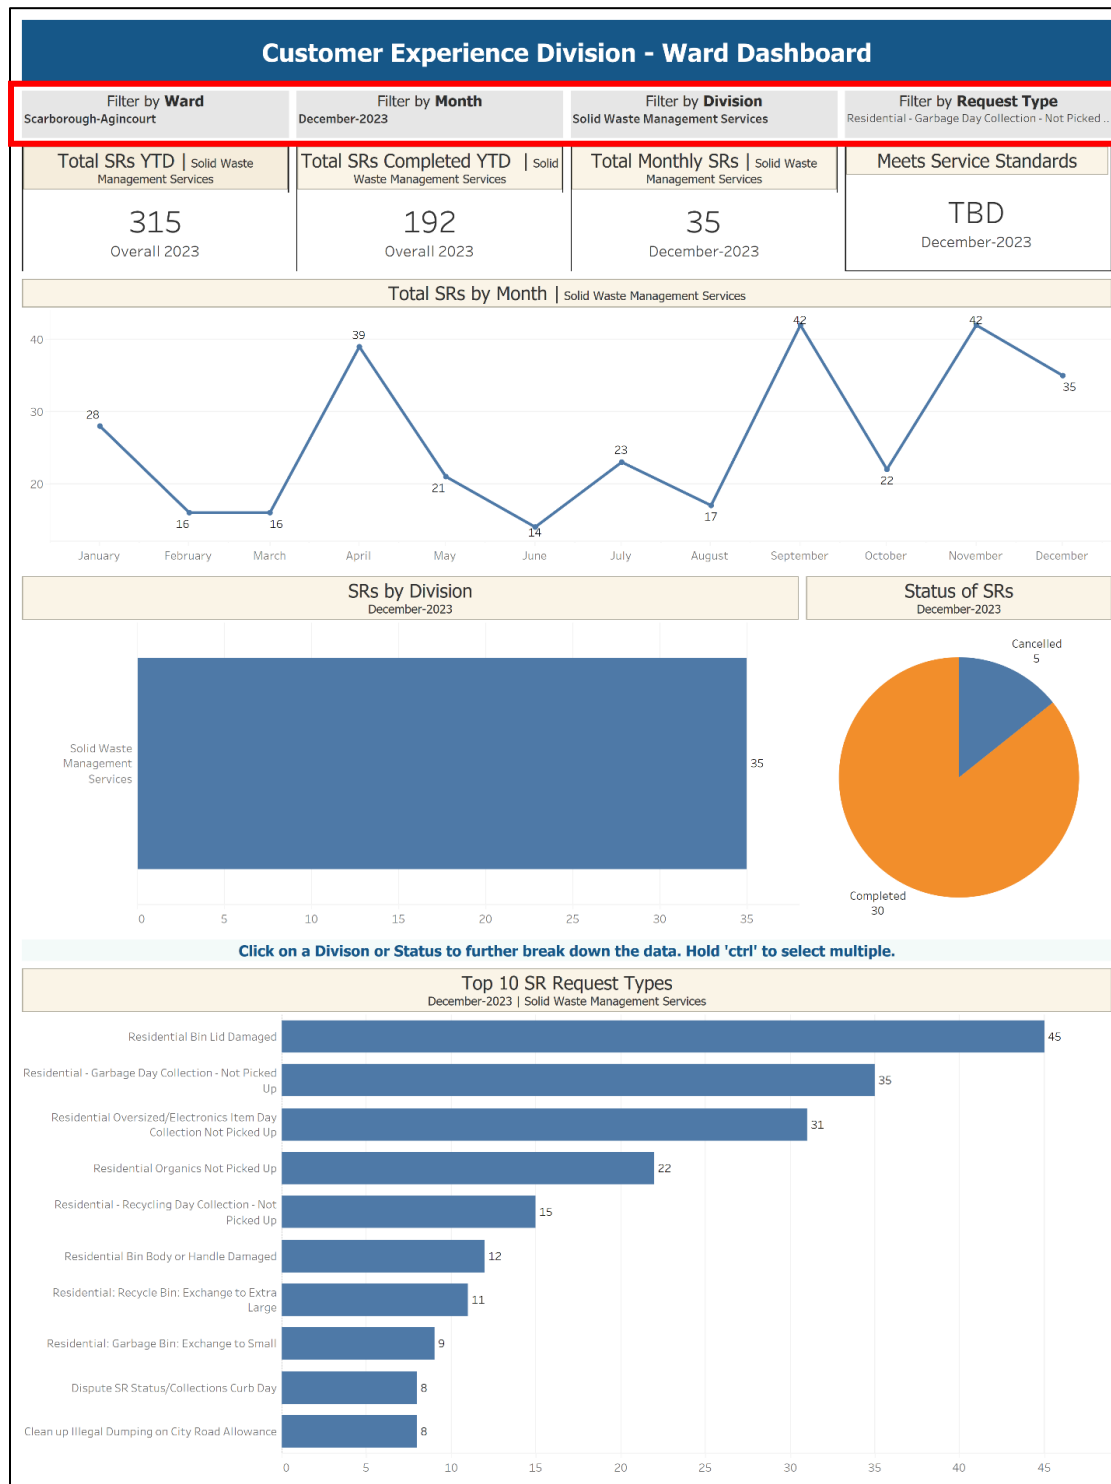 Customer Experience Division - Ward Dashboard
Filter by Ward
Scarborough-Agincourt
Filter by Month
December-2023
Filter by Division
Solid Waste Management Services
Filter by Request Type
Residential - Garbage Day Collection - Not Picked ..
Total SRs YTD | Solid Waste
Management Services
315
Overall 2023
Total SRs Completed YTD | Solid
Waste Management Services
192
Overall 2023
Total Monthly SRs | Solid Waste
Management Services
35
December-2023
Meets Service Standards
TBD
December-2023
Total SRs by Month | Solid Waste Management Services
40
30
20
28
16
16
39
21
14
23
17
42
22
42
35
January
February
March
April
May
June
July
August
September
October
November
December
SRs by Division
December-2023
Solid Waste
Management
Services
35
0
5
10
15
20
25
30
35
Status of SRs
December-2023
Cancelled
5
Completed
30
Click on a Divison or Status to further break down the data. Hold 'ctrl' to select multiple.
Top 10 SR Request Types
December-2023 | Solid Waste Management Services
Residential Bin Lid Damaged
45
Residential - Garbage Day Collection - Not Picked
Up
35
Residential Oversized/Electronics Item Day
Collection Not Picked Up
31
Residential Organics Not Picked Up
22
Residential - Recycling Day Collection - Not
Picked Up
15
Residential Bin Body or Handle Damaged
12
Residential: Recycle Bin: Exchange to Extra
Large
11
Residential: Garbage Bin: Exchange to Small
9
Dispute SR Status/Collections Curb Day
8
Clean up Illegal Dumping on City Road Allowance
8
0
5
10
15
20
25
30
35
40
45